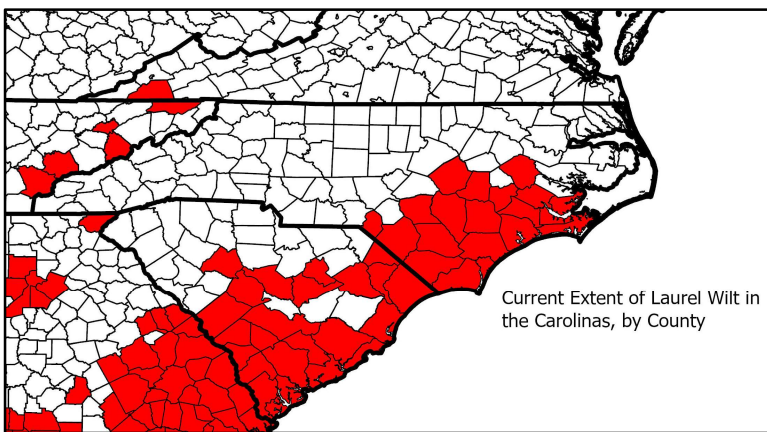 Current Extent of Laurel Wilt in
the Carolinas, by County